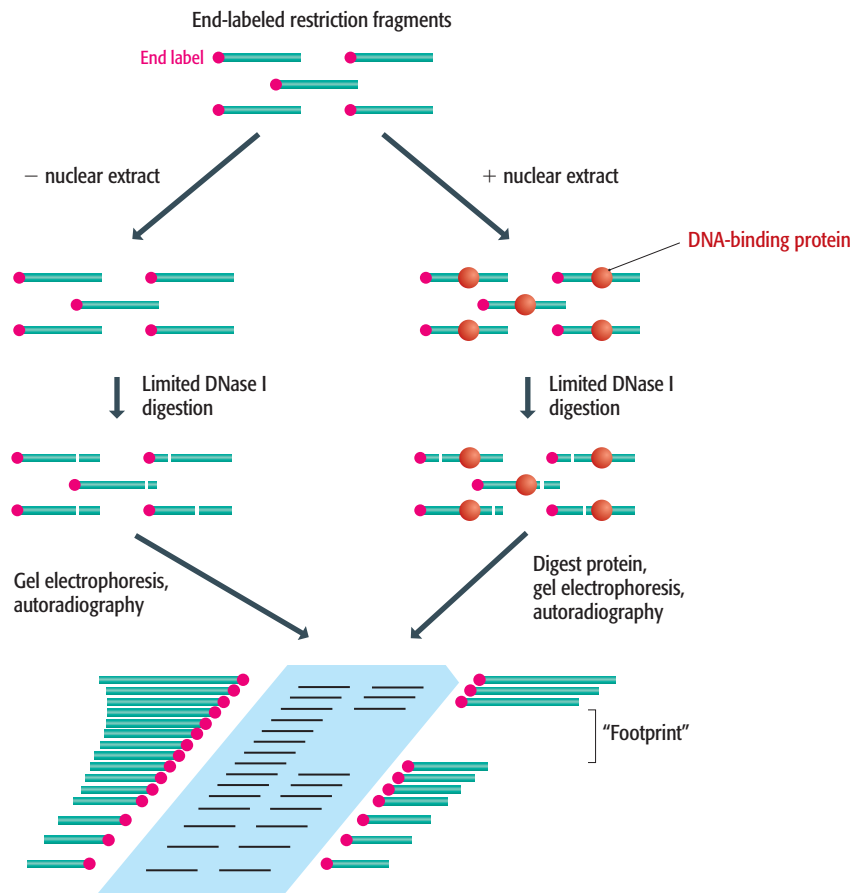 End-labeled restriction fragments
End label
− nuclear extract
+ nuclear extract
DNA-binding protein
Limited DNase I
digestion
Limited DNase I
digestion
Gel electrophoresis,
autoradiography
Digest protein,
gel electrophoresis,
autoradiography
“Footprint”